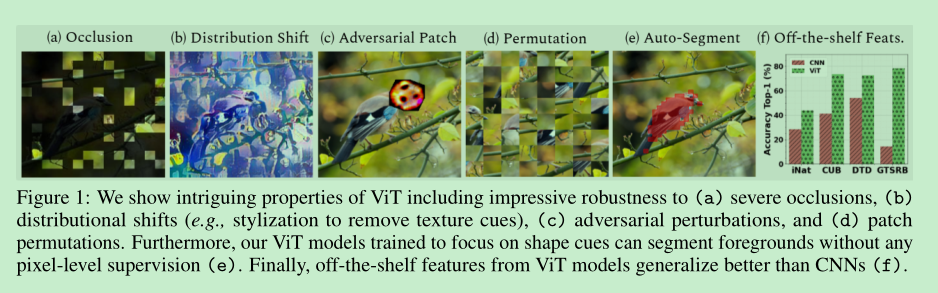 (a) Occlusion (b) Distribution Shift (c) Adversarial Patch (d) Permutation (e) Auto-Segment (f) Off-the-shelf Feats.
CNN
ViT
Accuracy Top-1 (%)
80
60
40
20
0
iNat CUB DTD GTSRB
Figure 1: We show intriguing properties of ViT including impressive robustness to (a) severe occlusions, (b)
distributional shifts (e.g., stylization to remove texture cues), (c) adversarial perturbations, and (d) patch
permutations. Furthermore, our ViT models trained to focus on shape cues can segment foregrounds without any
pixel-level supervision (e). Finally, off-the-shelf features from ViT models generalize better than CNNs (f).